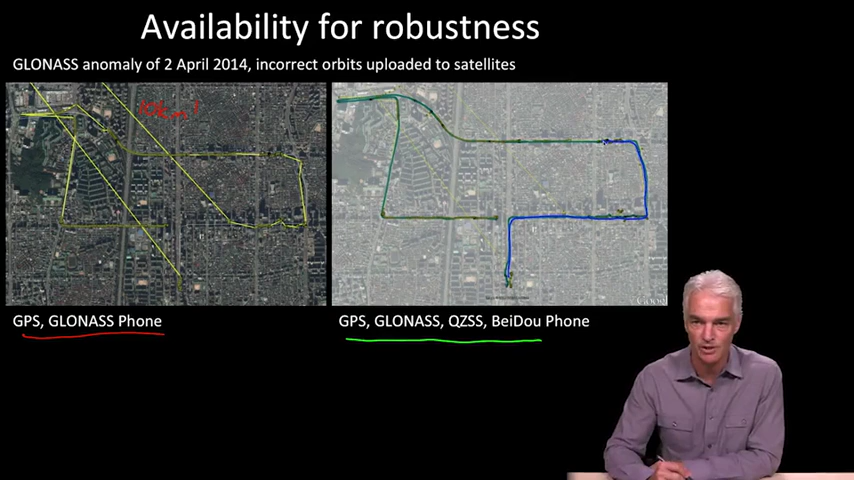 Availability for robustness
GLONASS anomaly of 2 April 2014, incorrect orbits uploaded to satellites
10km!
GPS, GLONASS Phone
GPS, GLONASS, QZSS, BeiDou Phone